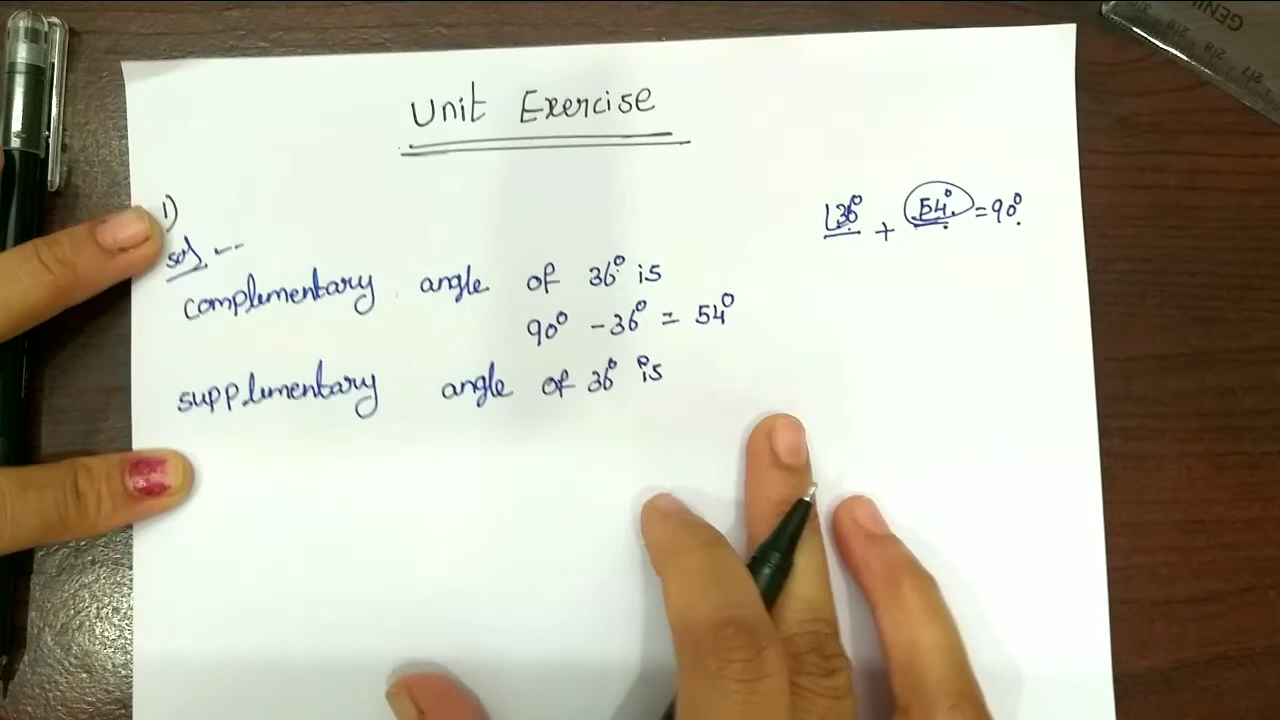 Unit Exercise
1)
sol
∟36° + 54° = 90°
complementary angle of 36° is
90° - 36° = 54°
supplementary angle of 36° is